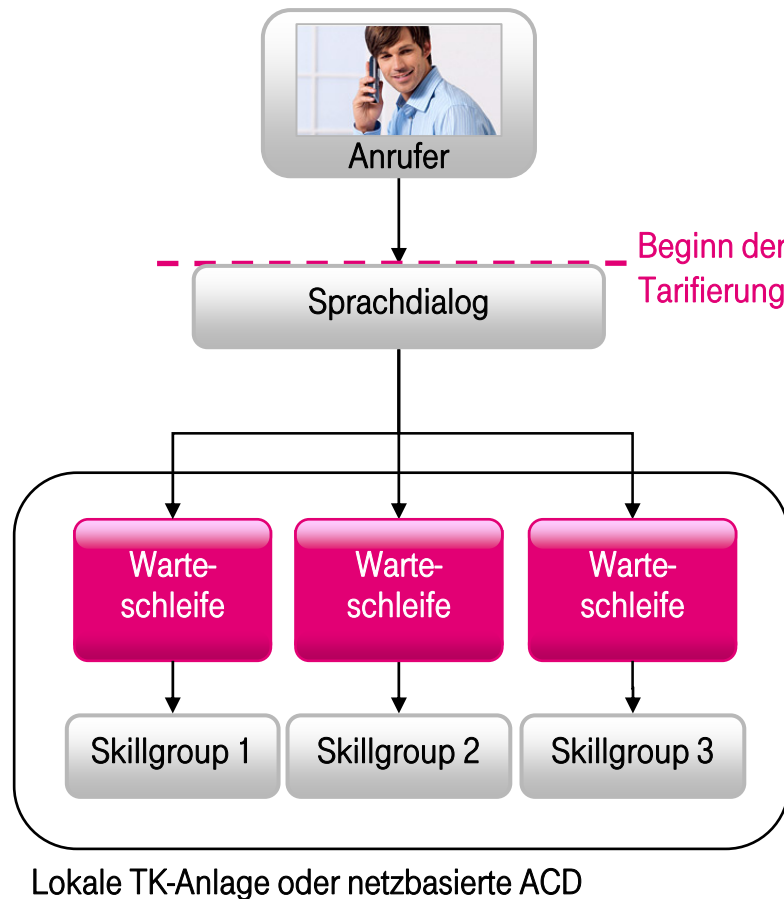 Anrufer
Beginn der
Tarifierung
Sprachdialog
Warte-
schleife
Warte-
schleife
Warte-
schleife
Skillgroup 1
Skillgroup 2
Skillgroup 3
Lokale TK-Anlage oder netzbasierte ACD